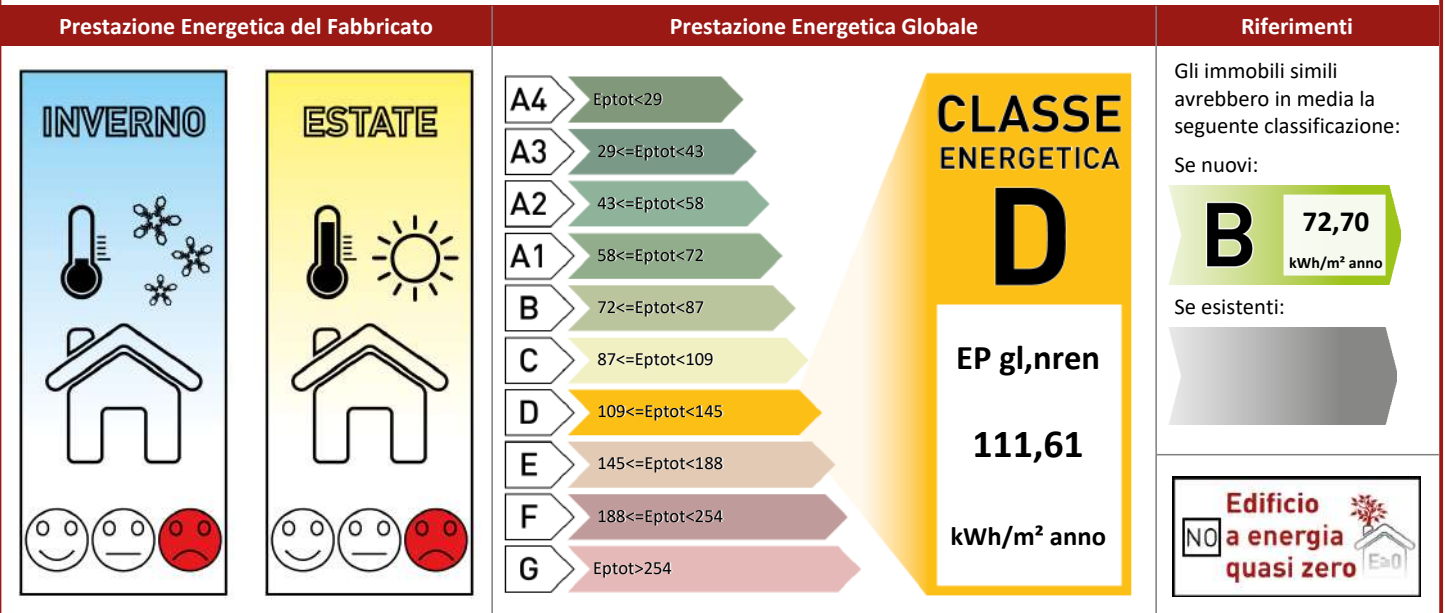 Prestazione Energetica del Fabbricato
INVERNO
ESTATE
Prestazione Energetica Globale
A4 Eptot<29
A3 29<=Eptot<43
A2 43<=Eptot<58
A1 58<=Eptot<72
B 72<=Eptot<87
C 87<=Eptot<109
D 109<=Eptot<145
E 145<=Eptot<188
F 188<=Eptot<254
G Eptot>254
CLASSE
ENERGETICA
D
EP gl,nren
111,61
kWh/m² anno
Riferimenti
Gli immobili simili
avrebbero in media la
seguente classificazione:
Se nuovi:
B 72,70
kWh/m² anno
Se esistenti:
Edificio
NO a energia
quasi zero
E≥0